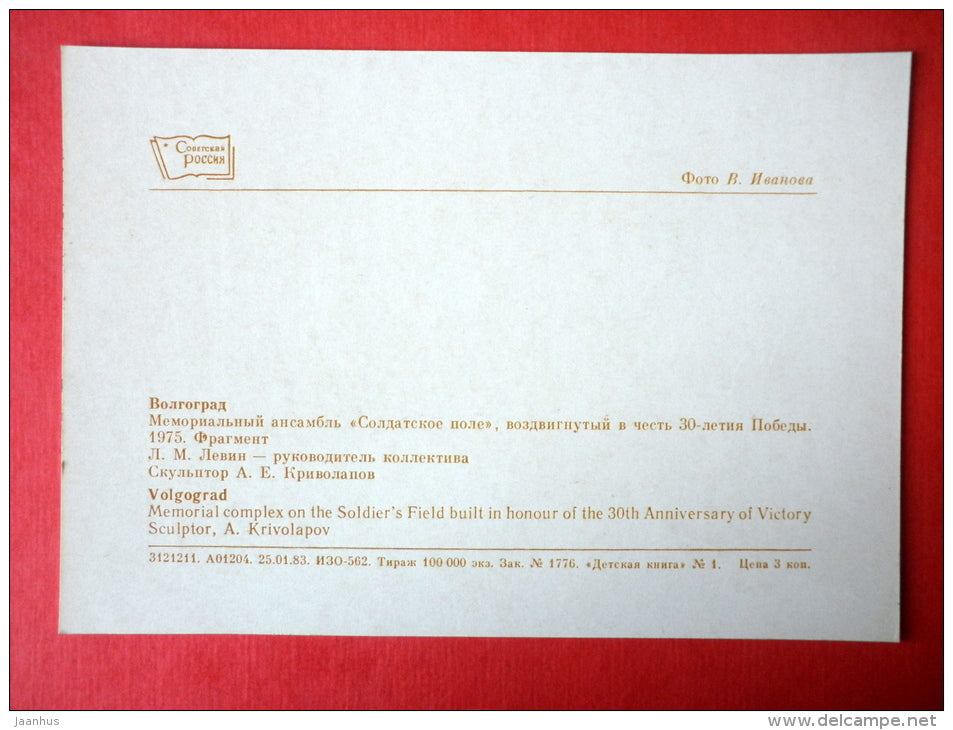 Советская
РОССИЯ
Фото В. Иванова
Волгоград
Мемориальный ансамбль «Солдатское поле», воздвигнутый в честь 30-летия Победы.
1975. Фрагмент
Л. М. Левин — руководитель коллектива
Скульптор А. Е. Криволапов
Volgograd
Memorial complex on the Soldier's Field built in honour of the 30th Anniversary of Victory
Sculptor, A. Krivolapov
3121211. А01204. 25.01.83. ИЗО-562. Тираж 100 000 экз. Зак. № 1776. «Детская книга» № 1. Цена 3 коп.
jaanhus
www.delcampe.net